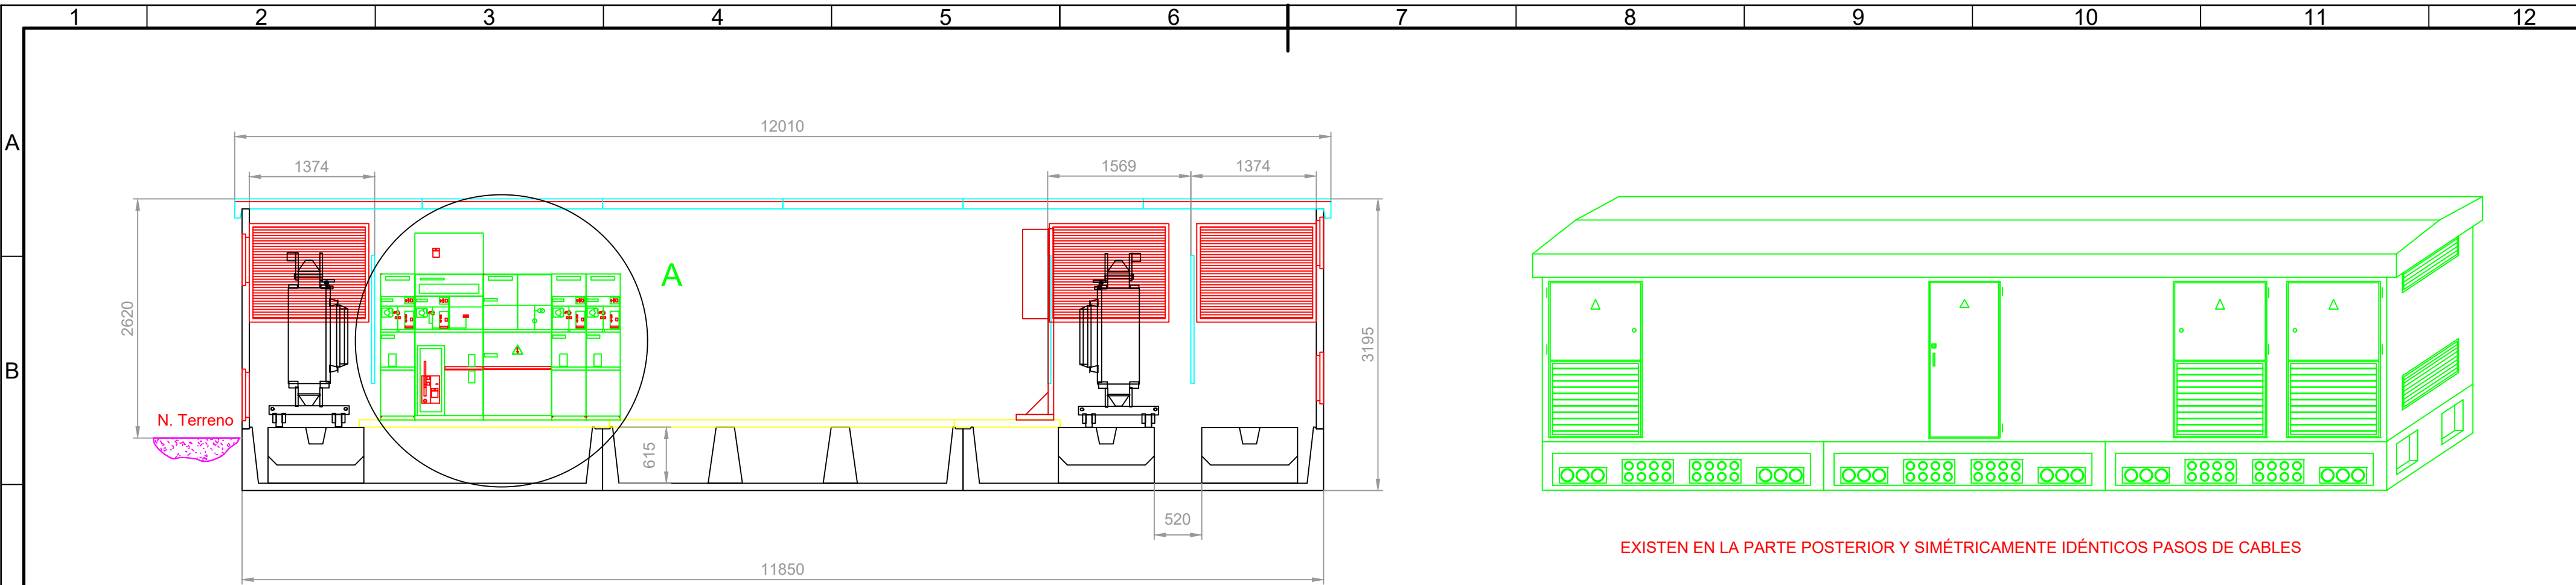 1 2 3 4 5 6 7 8 9 10 11 12
A
12010
1374 1569 1374
A
2620
3195
B
N. Terreno
615
520
EXISTEN EN LA PARTE POSTERIOR Y SIMÉTRICAMENTE IDÉNTICOS PASOS DE CABLES
11850